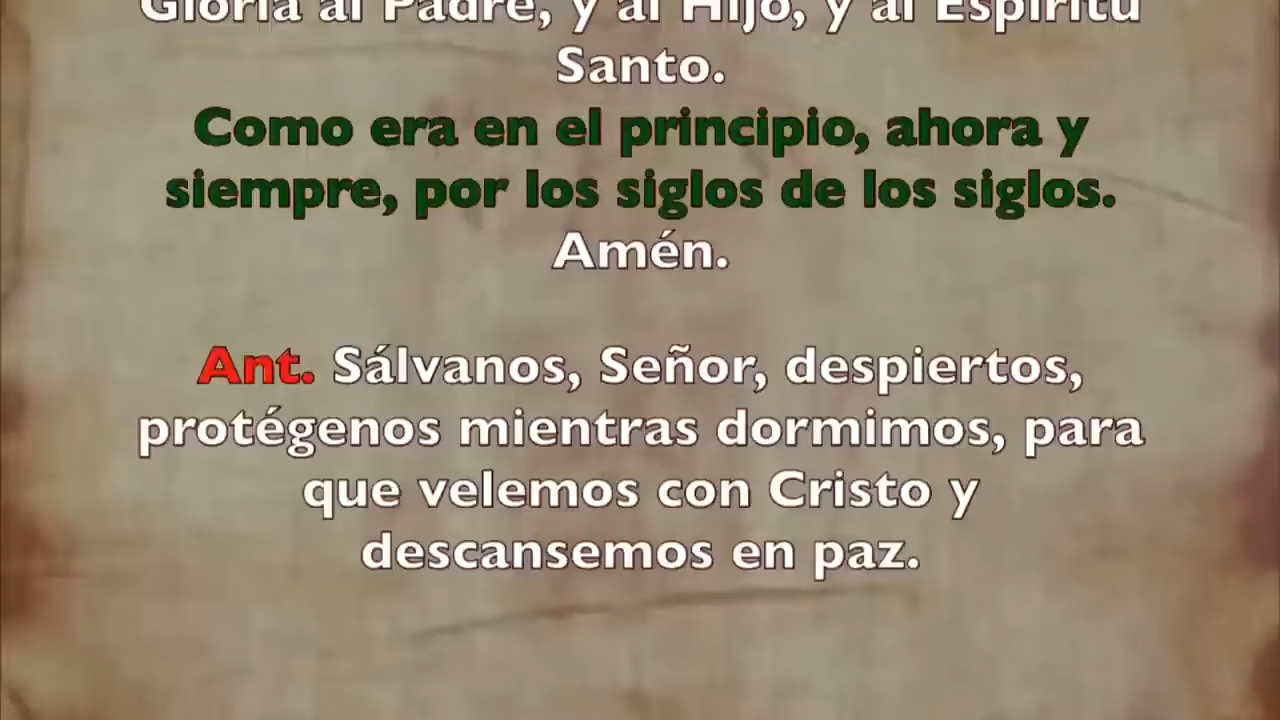 Gloria al Padre, y al Hijo, y al Espíritu
Santo.
Como era en el principio, ahora y
siempre, por los siglos de los siglos.
Amén.
Ant. Sálvanos, Señor, despiertos,
protégenos mientras dormimos, para
que velemos con Cristo y
descansemos en paz.